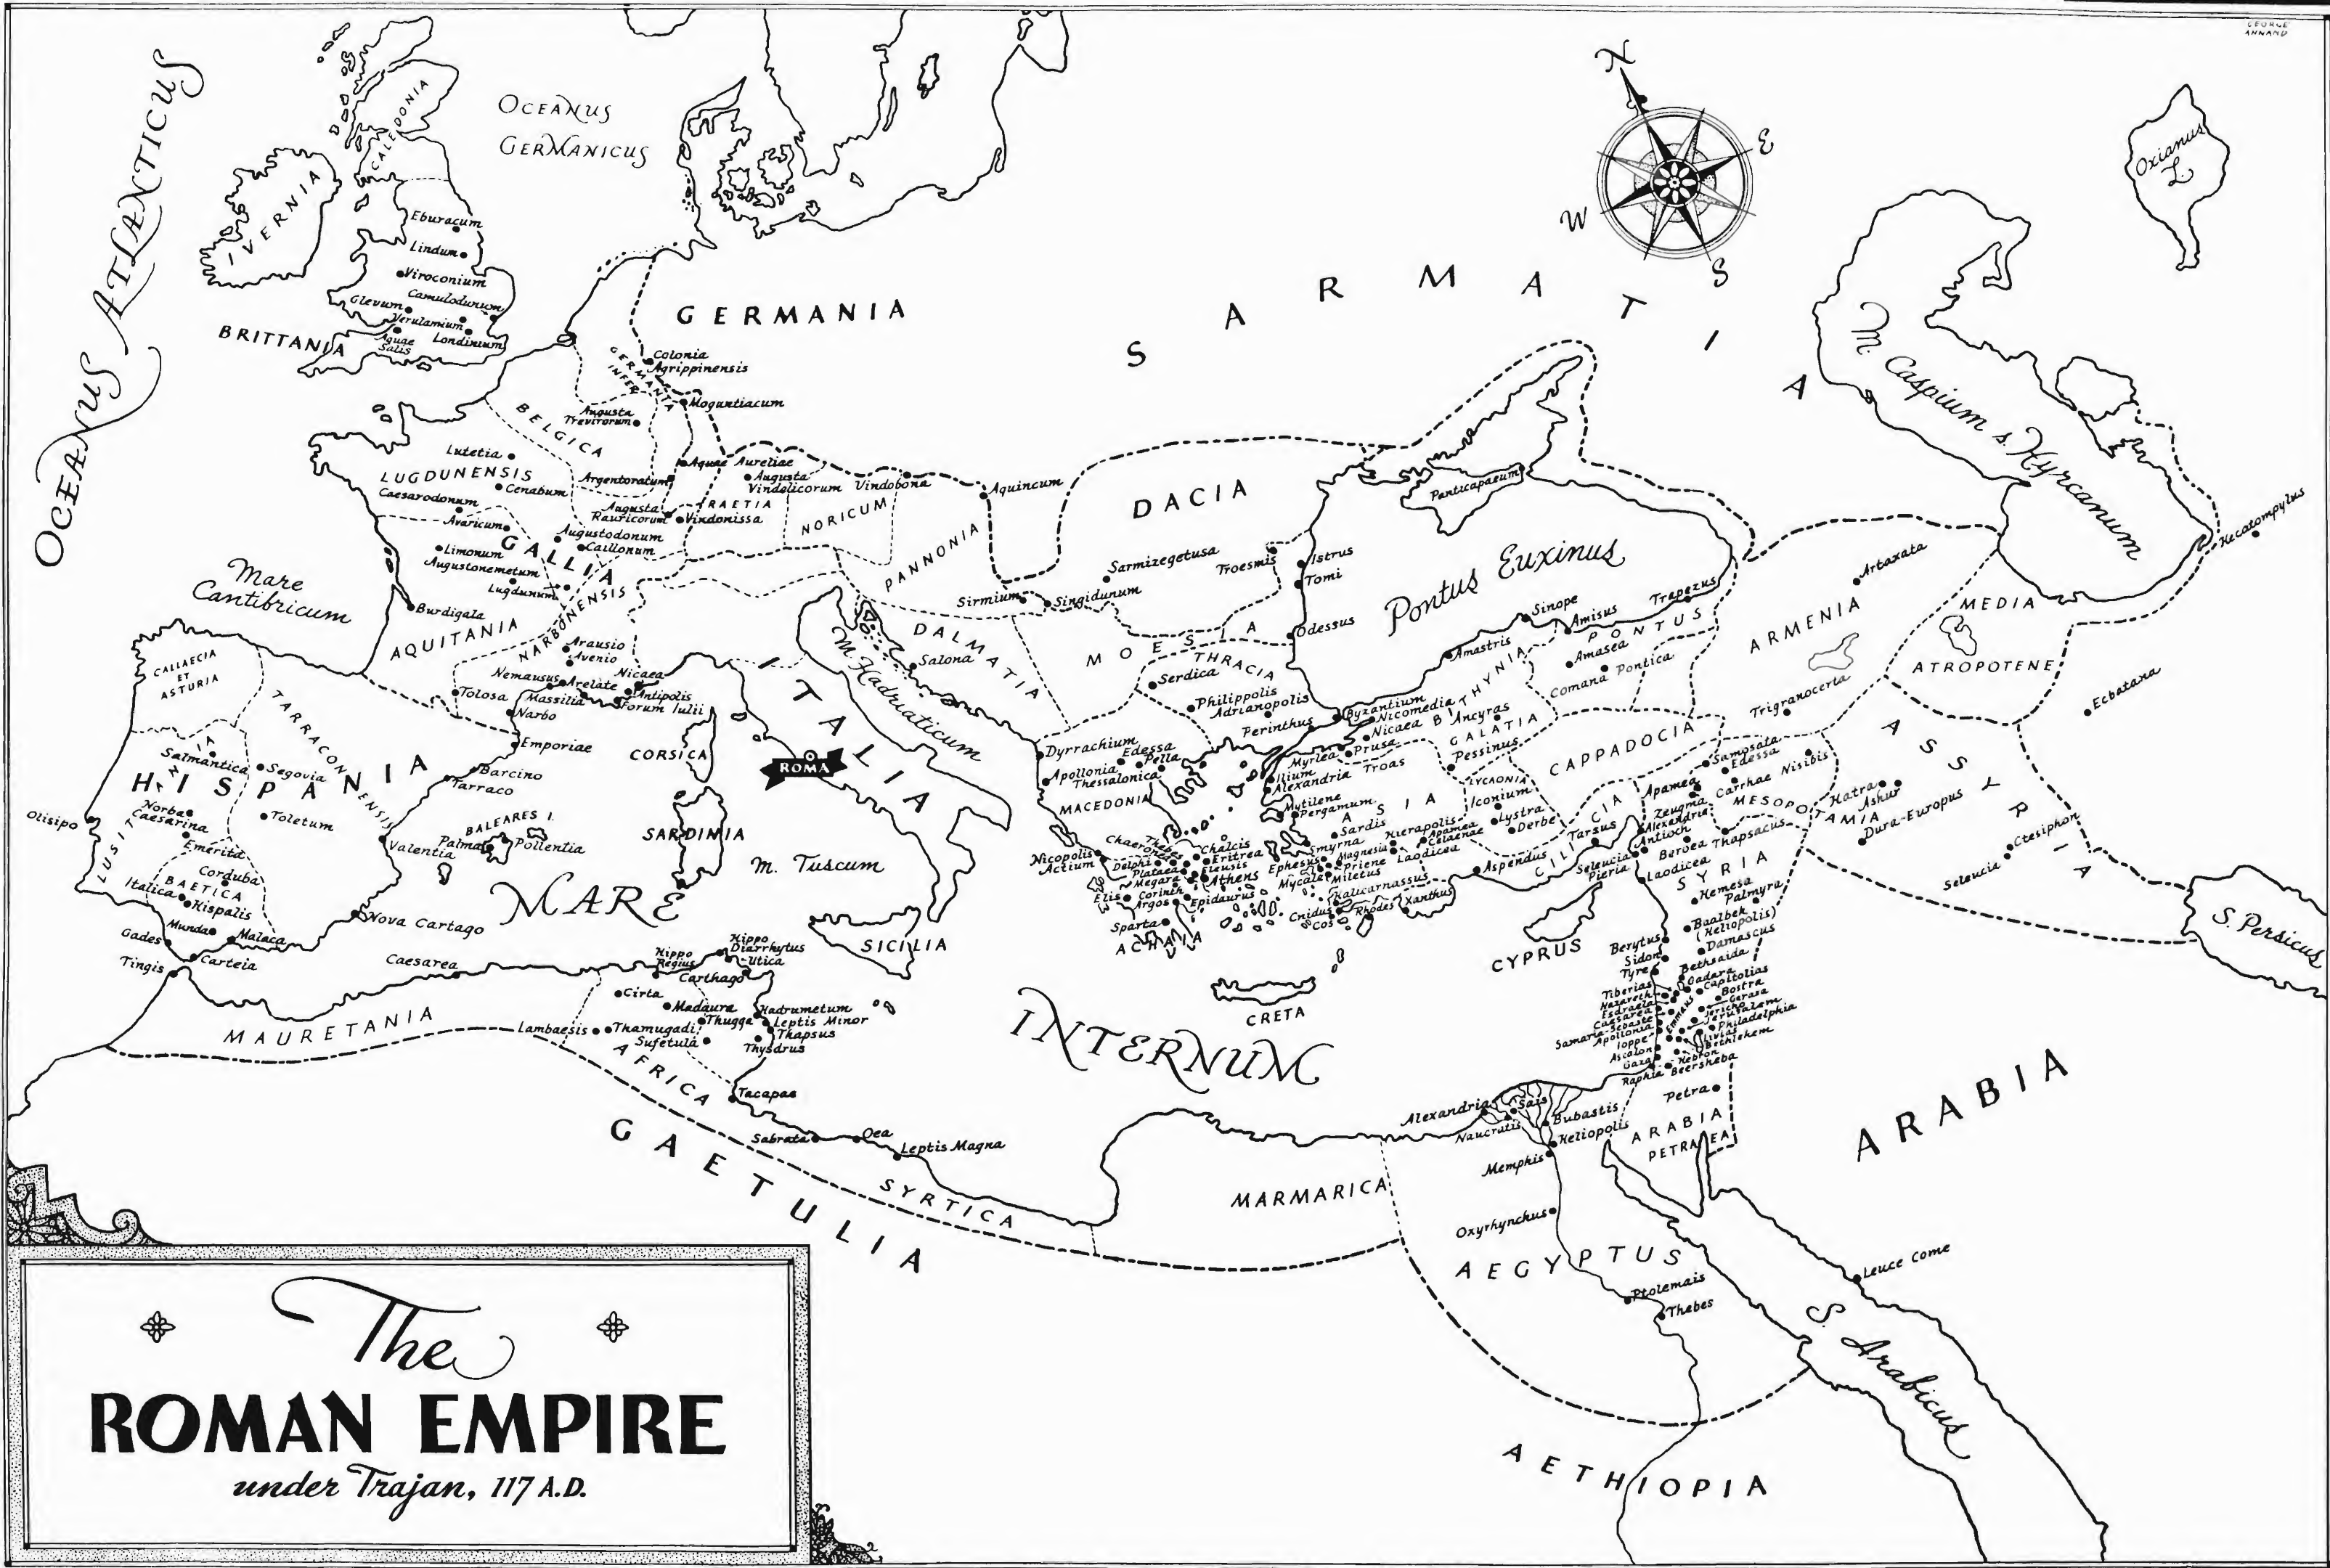 GEORGE
ANNAND
N
E
S
W
OCEANUS ATLANTICUS
OCEANUS
GERMANICUS
CALEDONIA
IVERNIA
Eburacum
Lindum
Viroconium
Camulodunum
Glevum
Verulamium
Aquae
Salis
Londinium
BRITTANIA
GERMANIA
SARMATIA
Oxianus
L.
M. Caspium s. Hyrcanum
Hecatompylus
GERMANIA
INFER
Colonia
Agrippinensis
Moguntiacum
Augusta
Trevirorum
BELGICA
Lutetia
LUGDUNENSIS
Cenabum
Caesarodonum
Argentoratum
Aquae Aureliae
Augusta
Vindelicorum
Vindobona
Aquincum
Augusta
Rauricorum
Vindonissa
RAETIA
NORICUM
PANNONIA
Avaricum
Augustodunum
Caillonum
Limonum
GALLIA
Augustonemetum
Lugdunum
NARBONENSIS
Burdigala
AQUITANIA
Mare
Cantibricum
Arausio
Avenio
Nemausus
Arelate
Nicaea
Antipolis
Forum Iulii
Massilia
Tolosa
Narbo
Emporiae
CALLAECIA
ET
ASTURIA
TARRACONENSIS
HISPANIA
LUSITANIA
Salmantica
Segovia
Barcino
Tarraco
Norba
Caesarina
Toletum
Olisipo
Emerita
Valentia
BALEARES I.
Palma
Pollentia
Corduba
BAETICA
Italica
Hispalis
Munda
Malaca
Gades
Carteia
Tingis
Nova Cartago
CORSICA
SARDINIA
M. Tuscum
SICILIA
ITALIA
ROMA
M. Hadriaticum
DALMATIA
Salona
Sirmium
Singidunum
DACIA
Sarmizegetusa
Troesmis
Istrus
Tomi
Odessus
MOESIA
THRACIA
Serdica
Philippolis
Adrianopolis
Perinthus
Byzantium
Panticapaeum
Pontus Euxinus
Sinope
Amisus
Trapezus
PONTUS
Amastris
Amasea
Comana Pontica
BITHYNIA
Nicomedia
Nicaea
Ancyras
GALATIA
Prusa
Myrlea
Pessinus
Ilium
Alexandria Troas
CAPPADOCIA
LYCAONIA
Iconium
Lystra
Derbe
Mytilene
Pergamum
ASIA
Sardis
Hierapolis
Apamea
Celaenae
Smyrna
Ephesus
Magnesia
Priene
Laodicea
Mycale
Miletus
Halicarnassus
Cnidus
Cos
Rhodes
Xanthus
Aspendus
CILICIA
Tarsus
Dyrrachium
Edessa
Pella
Apollonia
Thessalonica
MACEDONIA
Nicopolis
Actium
Chaeronea
Thebes
Delphi
Chalcis
Eritrea
Plataea
Eleusis
Megara
Athens
Elis
Corinth
Argos
Epidaurus
Sparta
ACHAIA
CRETA
CYPRUS
ARMENIA
Artaxata
MEDIA
ATROPOTENE
Ecbatana
Trigranocerta
ASSYRIA
Samosata
Edessa
Apamea
Zeugma
Carrhae
Nisibis
MESOPOTAMIA
Hatra
Ashur
Dura-Europus
Ctesiphon
Seleucia
Alexandria
Antioch
Seleucia
Pieria
Beroea
Thapsacus
Laodicea
SYRIA
Hemesa
Palmyra
Baalbek
(Heliopolis)
Damascus
Berytus
Sidon
Tyre
Bethsaida
Gadara
Capitolias
Bostra
Gerasa
Tiberias
Nazareth
Esdraela
Caesarea
Samaria-Sebaste
Apollonia
Emmaus
Jericho
Jerusalem
Philadelphia
Livias
Bethlehem
Ioppe
Ascalon
Gaza
Hebron
Raphia
Beersheba
Petra
ARABIA
PETRAEA
ARABIA
S. Persicus
MARE INTERNUM
Caesarea
MAURETANIA
Hippo
Regius
Hippo
Diarrhytus
Utica
Carthago
Cirta
Madaura
Hadrumetum
Thugga
Leptis Minor
Thapsus
Lambaesis
Thamugadi
Sufetula
Thysdrus
AFRICA
Tacapae
Sabrata
Oea
Leptis Magna
GAETULIA
SYRTICA
MARMARICA
Alexandria
Sais
Bubastis
Naucratis
Heliopolis
Memphis
Oxyrhynchus
AEGYPTUS
Ptolemais
Thebes
Leuce Come
S. Arabicus
AETHIOPIA
The
ROMAN EMPIRE
under Trajan, 117 A.D.